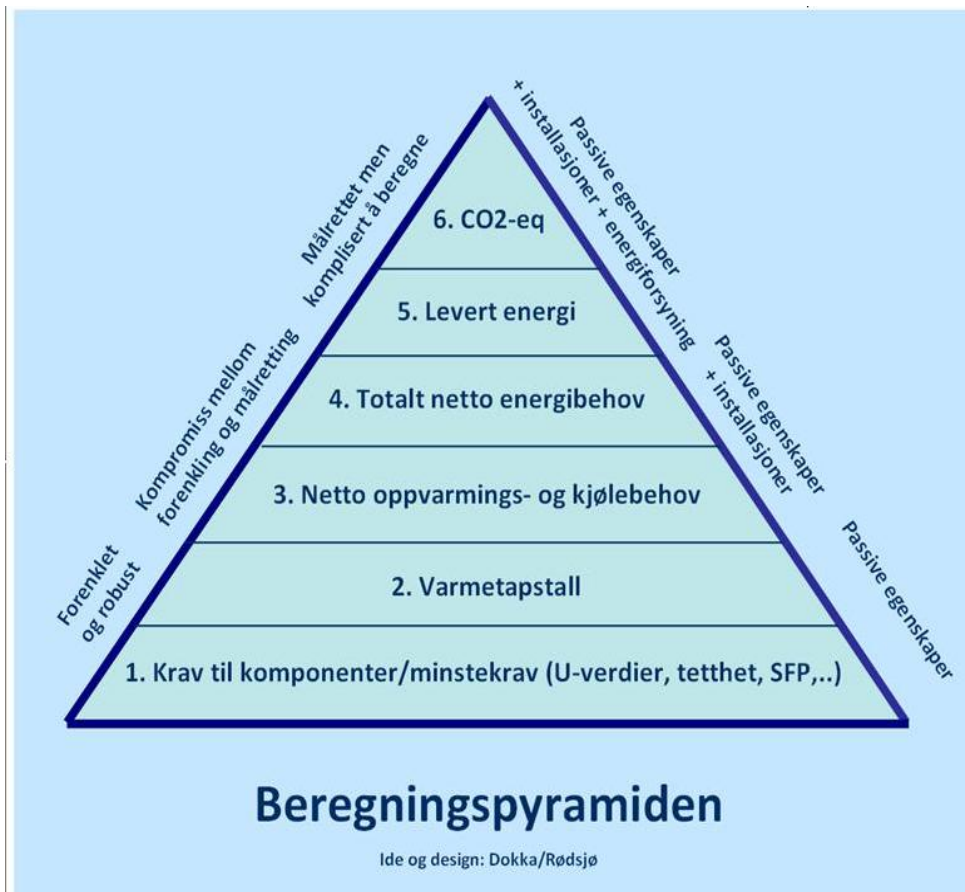 Målrettet men
komplisert å beregne
Kompromiss mellom
forenkling og målretting
Forenklet
og robust
6. CO2-eq
5. Levert energi
4. Totalt netto energibehov
3. Netto oppvarmings- og kjølebehov
2. Varmetapstall
1. Krav til komponenter/minstekrav (U-verdier, tetthet, SFP,..)
Passive egenskaper
+ installasjoner + energiforsyning
Passive egenskaper
+ installasjoner
Passive egenskaper
Beregningspyramiden
Ide og design: Dokka/Rødsjø